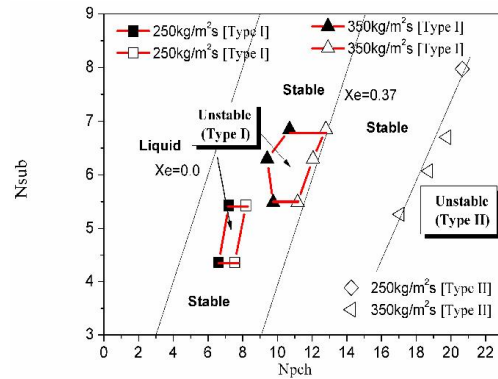 250kg/m²s [Type I]
250kg/m²s [Type I]
350kg/m²s [Type I]
350kg/m²s [Type I]
Stable
Xe=0.37
Unstable
(Type I)
Stable
Liquid
Xe=0.0
Unstable
(Type II)
Stable
250kg/m²s [Type II]
350kg/m²s [Type II]
Nsub
9
8
7
6
5
4
3
0 2 4 6 8 10 12 14 16 18 20 22
Npch